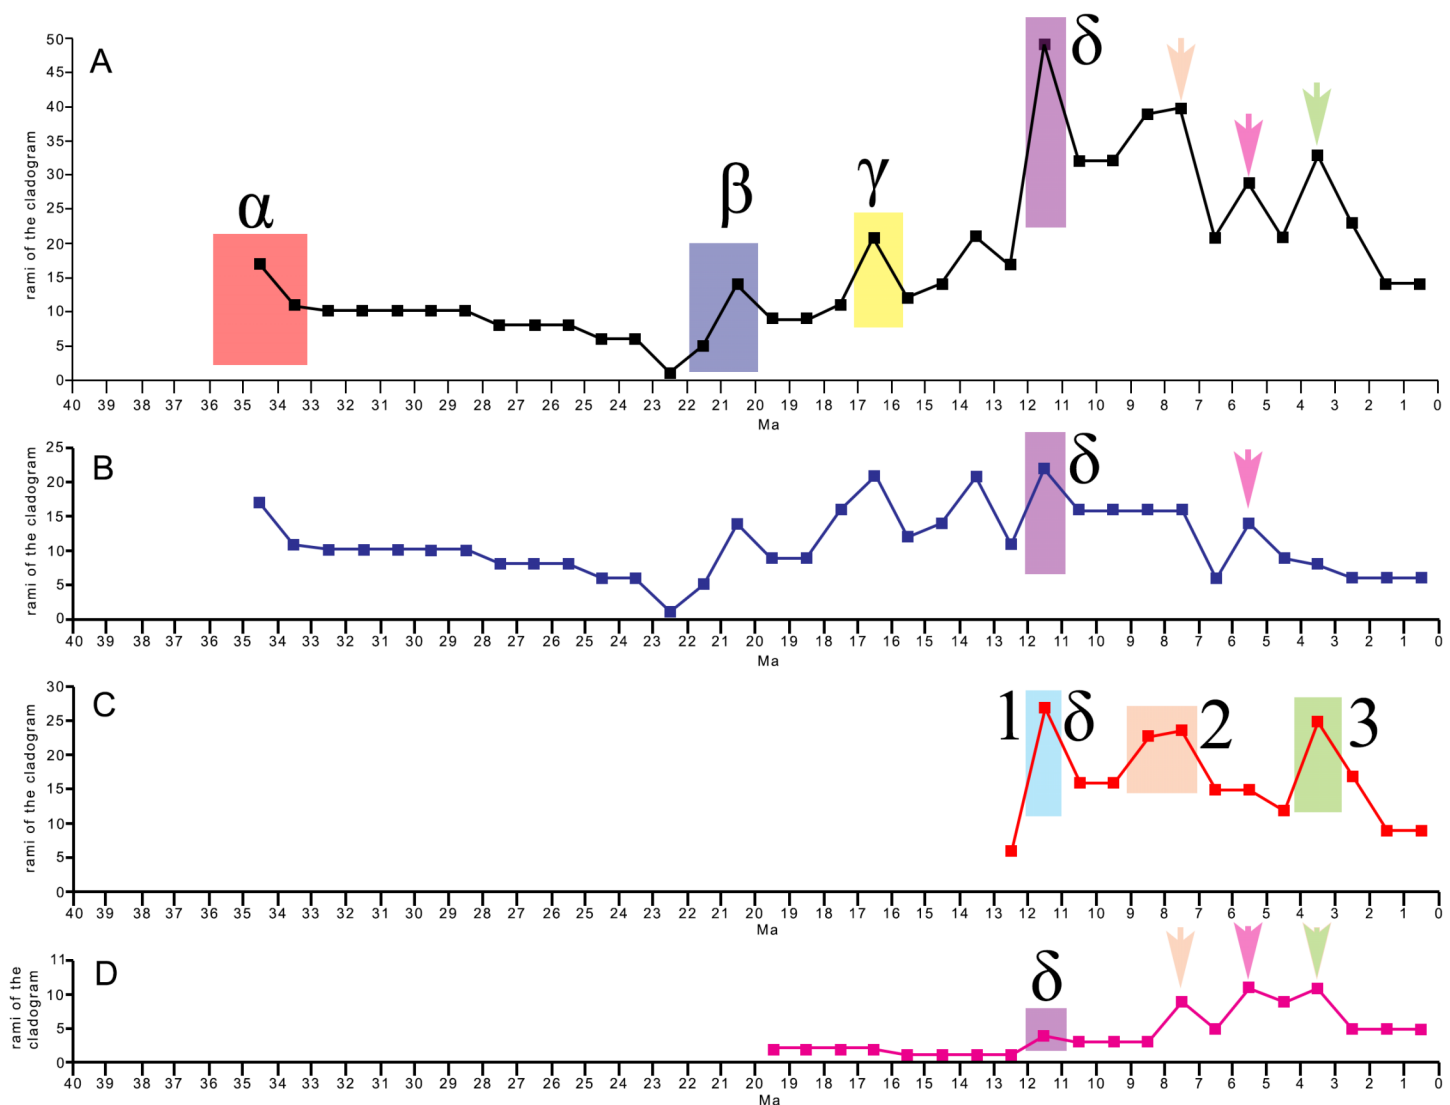 A
50
45
40
35
30
25
20
15
10
5
0
rami of the cladogram
α
β
γ
δ
40 39 38 37 36 35 34 33 32 31 30 29 28 27 26 25 24 23 22 21 20 19 18 17 16 15 14 13 12 11 10 9 8 7 6 5 4 3 2 1 0
Ma
B
25
20
15
10
5
0
rami of the cladogram
δ
40 39 38 37 36 35 34 33 32 31 30 29 28 27 26 25 24 23 22 21 20 19 18 17 16 15 14 13 12 11 10 9 8 7 6 5 4 3 2 1 0
Ma
C
30
25
20
15
10
5
0
rami of the cladogram
1 δ 2 3
40 39 38 37 36 35 34 33 32 31 30 29 28 27 26 25 24 23 22 21 20 19 18 17 16 15 14 13 12 11 10 9 8 7 6 5 4 3 2 1 0
Ma
D
11
10
5
0
rami of the
cladogram
δ
40 39 38 37 36 35 34 33 32 31 30 29 28 27 26 25 24 23 22 21 20 19 18 17 16 15 14 13 12 11 10 9 8 7 6 5 4 3 2 1 0
Ma